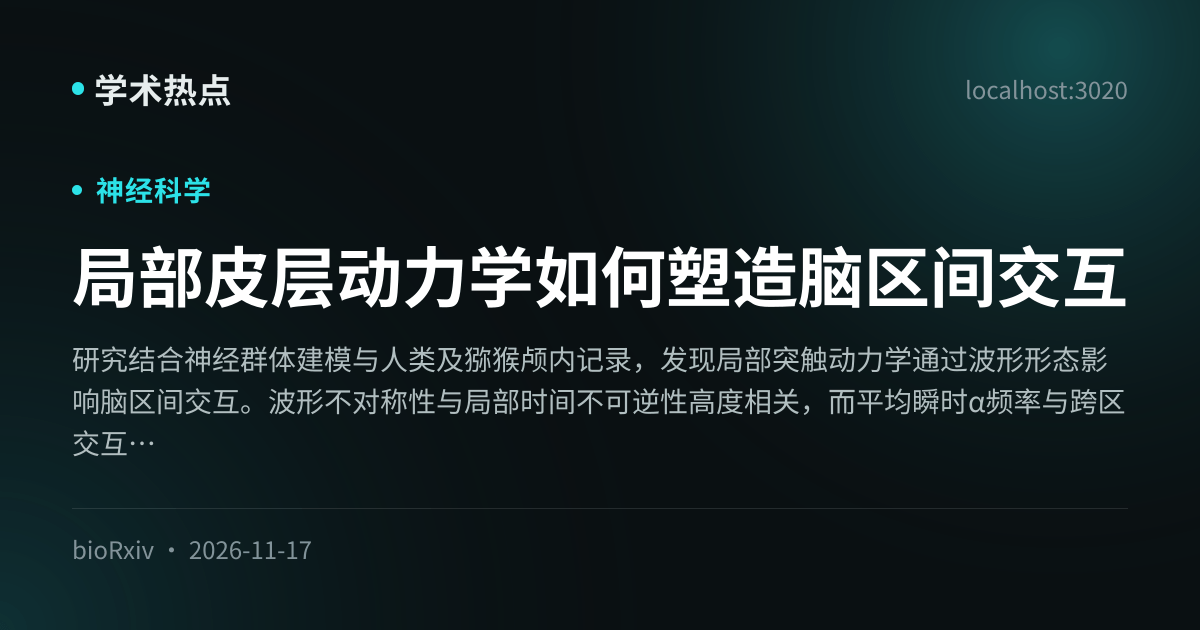 学术热点
localhost:3020
神经科学
局部皮层动力学如何塑造脑区间交互
研究结合神经群体建模与人类及猕猴颅内记录，发现局部突触动力学通过波形形态影
响脑区间交互。波形不对称性与局部时间不可逆性高度相关，而平均瞬时α频率与跨区
交互…
bioRxiv • 2026-11-17